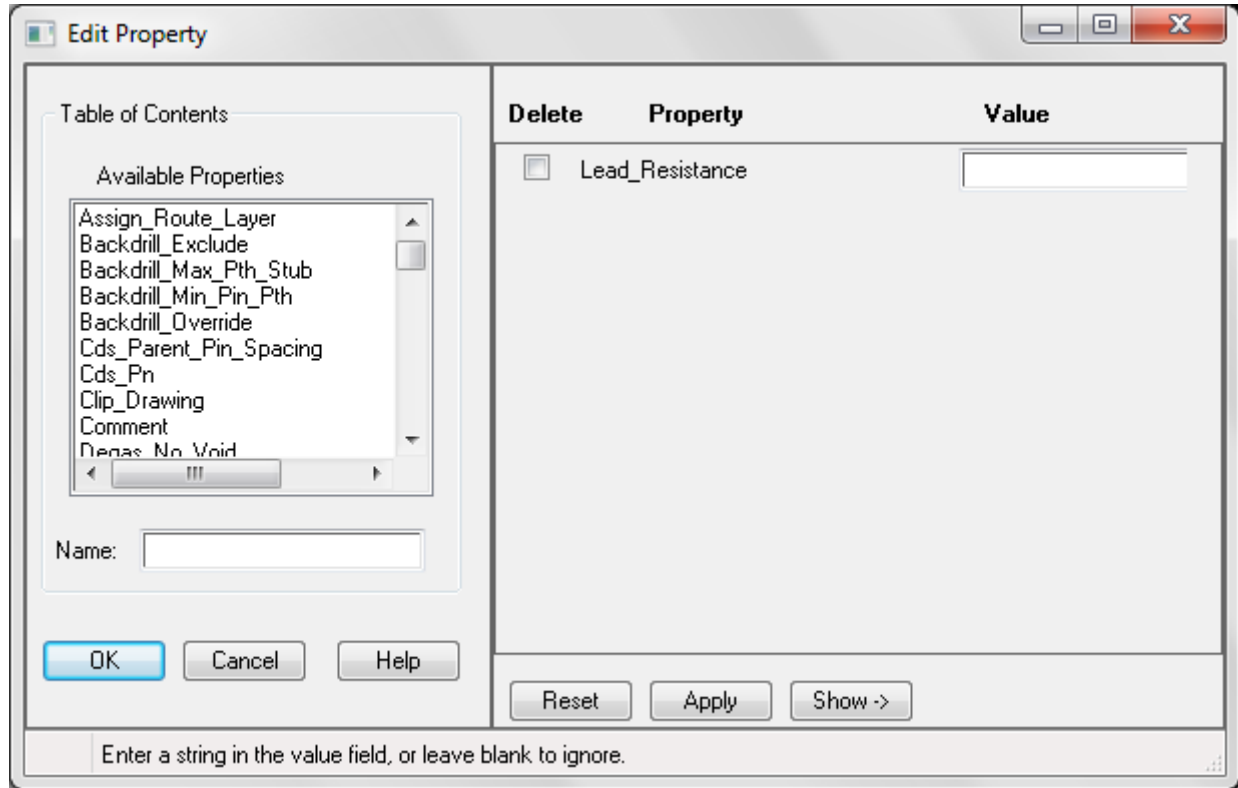 Edit Property
Table of Contents
Available Properties
Assign_Route_Layer
Backdrill_Exclude
Backdrill_Max_Pth_Stub
Backdrill_Min_Pin_Pth
Backdrill_Override
Cds_Parent_Pin_Spacing
Cds_Pn
Clip_Drawing
Comment
Degas_No_Void
Name:
OK Cancel Help
Delete Property Value
Lead_Resistance
Reset Apply Show ->
Enter a string in the value field, or leave blank to ignore.